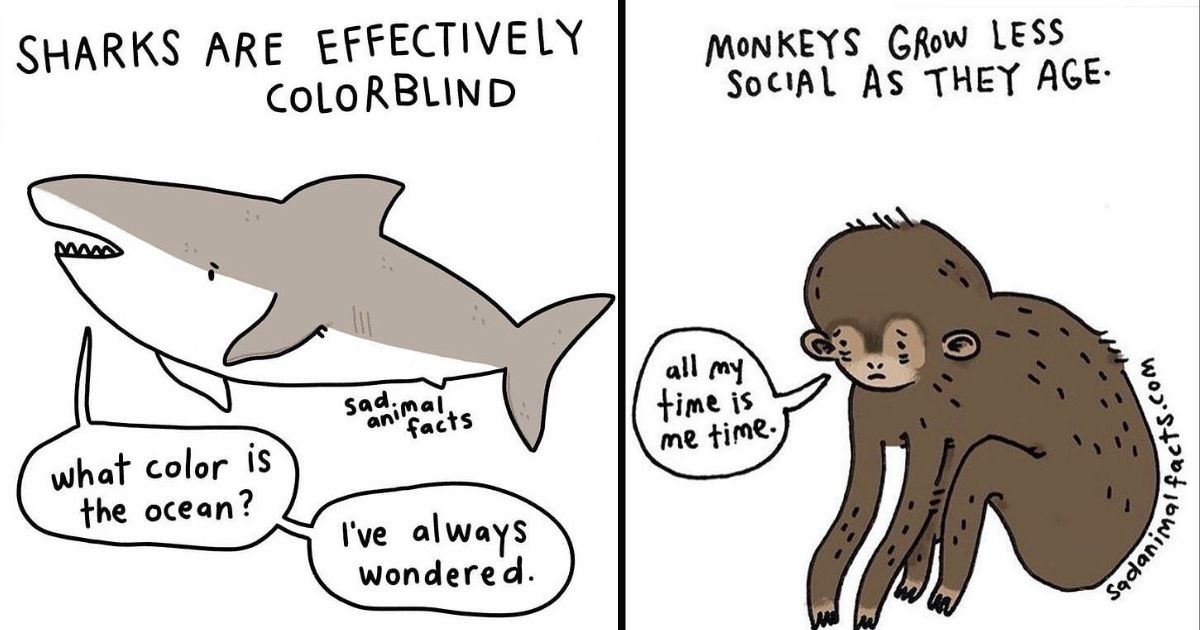 SHARKS ARE EFFECTIVELY
COLORBLIND
sad.imal
animal
facts
what color is
the ocean?
I've always
wondered.
MONKEYS GROW LESS
SOCIAL AS THEY AGE.
all my
time is
me time.
sadanimalfacts.com